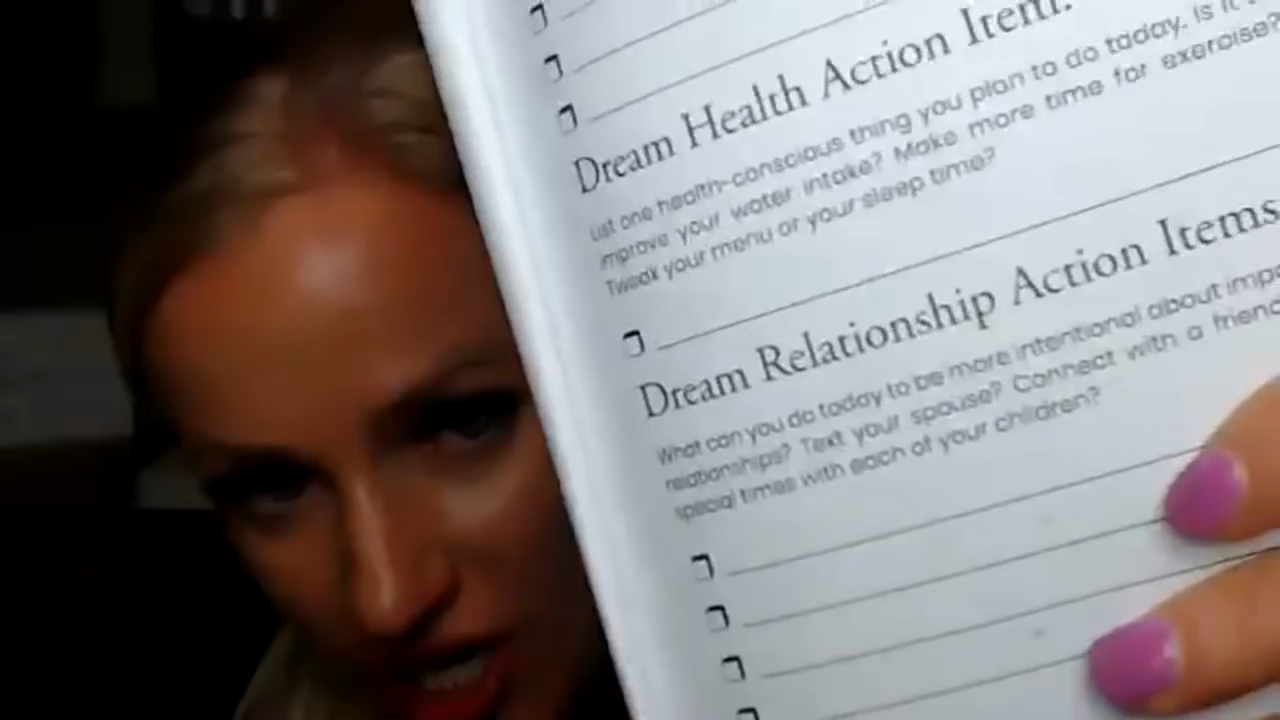 Dream Health Action Item:
List one health-conscious thing you plan to do today. Is it
improve your water intake? Make more time for exercise?
Tweak your menu or your sleep time?
Dream Relationship Action Items
What can you do today to be more intentional about
relationships? Text your spouse? Connect with a friend
special times with each of your children?